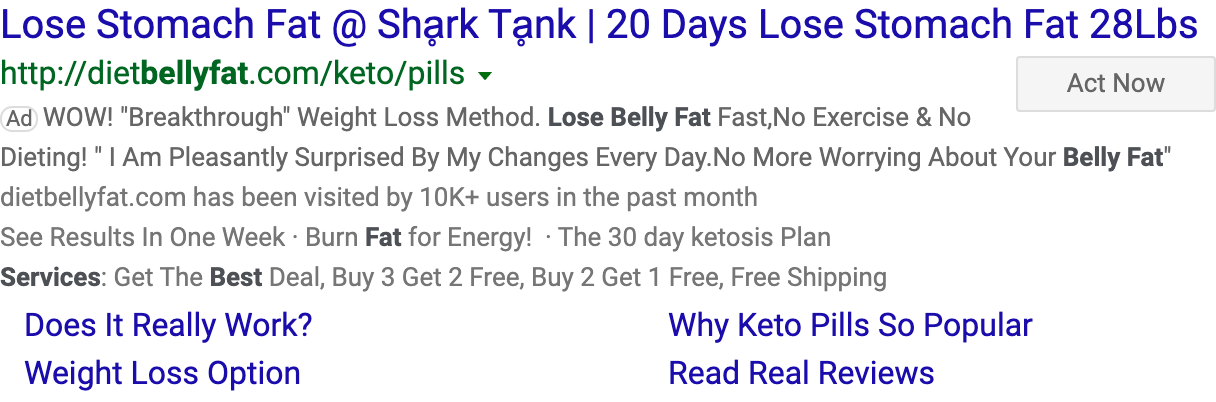 Lose Stomach Fat @ Shḁrk Tḁnk | 20 Days Lose Stomach Fat 28Lbs
http://dietbellyfat.com/keto/pills
Act Now
Ad WOW! "Breakthrough" Weight Loss Method. Lose Belly Fat Fast,No Exercise & No
Dieting! " I Am Pleasantly Surprised By My Changes Every Day.No More Worrying About Your Belly Fat"
dietbellyfat.com has been visited by 10K+ users in the past month
See Results In One Week · Burn Fat for Energy! · The 30 day ketosis Plan
Services: Get The Best Deal, Buy 3 Get 2 Free, Buy 2 Get 1 Free, Free Shipping
Does It Really Work?
Why Keto Pills So Popular
Weight Loss Option
Read Real Reviews